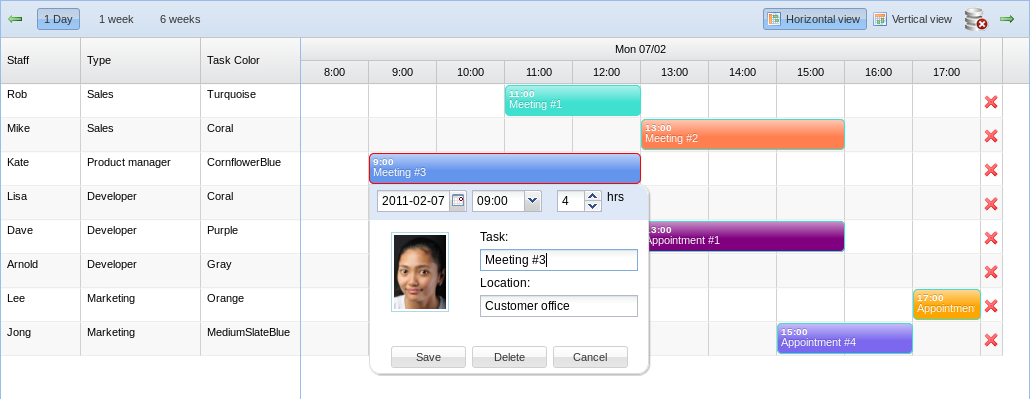 1 Day 1 week 6 weeks Horizontal view Vertical view
Staff Type Task Color Mon 07/02
8:00 9:00 10:00 11:00 12:00 13:00 14:00 15:00 16:00 17:00
Rob Sales Turquoise
11:00
Meeting #1
Mike Sales Coral
13:00
Meeting #2
Kate Product manager CornflowerBlue
9:00
Meeting #3
Lisa Developer Coral
2011-02-07 09:00 4 hrs
Dave Developer Purple
13:00
Appointment #1
Task:
Meeting #3
Arnold Developer Gray
Location:
Customer office
Lee Marketing Orange
17:00
Appointmen
Jong Marketing MediumSlateBlue
15:00
Appointment #4
Save Delete Cancel